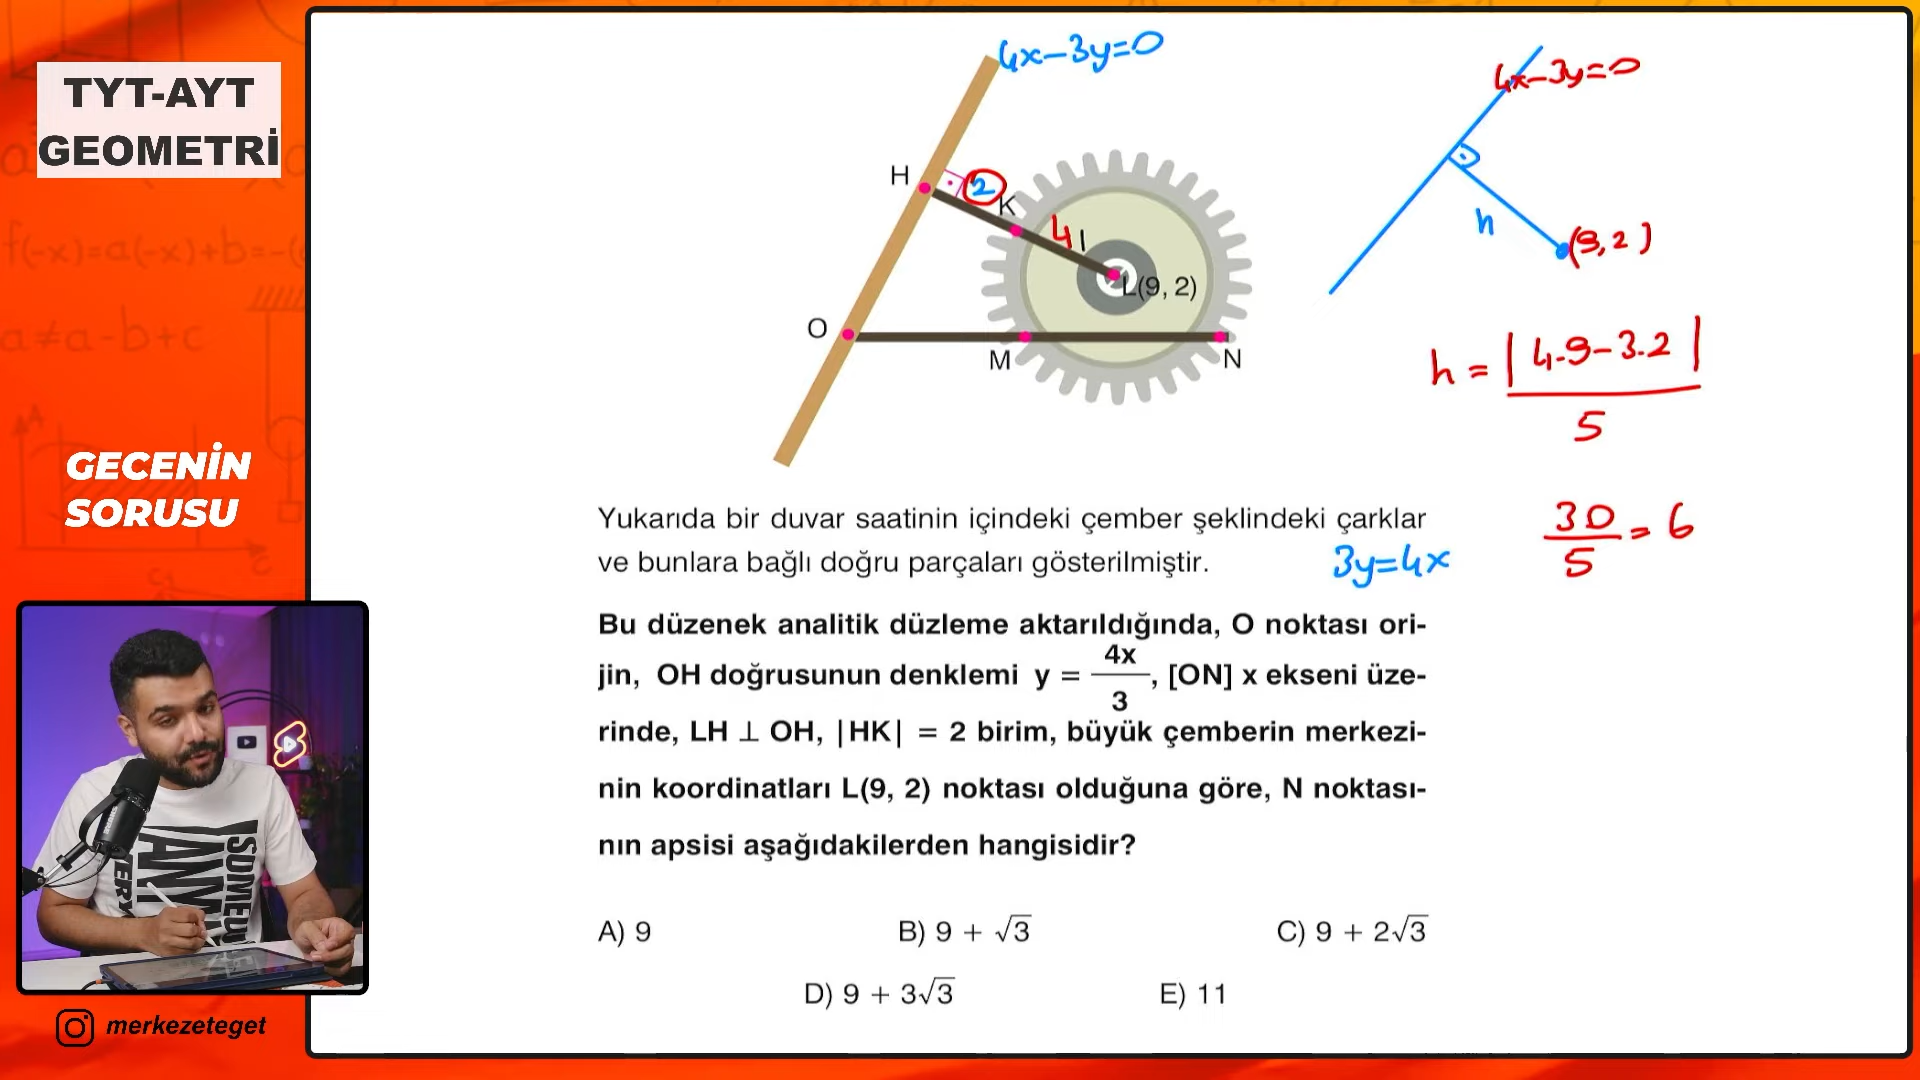 TYT-AYT
GEOMETRİ
GECENİN
SORUSU
merkezeteget
4x-3y=0
H
2
K
4
L(9, 2)
O
M
N
4x-3y=0
h
(9,2)
h = |4.9-3.2|
5
30
5
= 6
Yukarıda bir duvar saatinin içindeki çember şeklindeki çarklar
ve bunlara bağlı doğru parçaları gösterilmiştir.
3y=4x
Bu düzenek analitik düzleme aktarıldığında, O noktası ori-
jin, OH doğrusunun denklemi y = 4x/3, [ON] x ekseni üze-
rinde, LH ⊥ OH, |HK| = 2 birim, büyük çemberin merkezi-
nin koordinatları L(9, 2) noktası olduğuna göre, N noktası-
nın apsisi aşağıdakilerden hangisidir?
A) 9
B) 9 + √3
C) 9 + 2√3
D) 9 + 3√3
E) 11